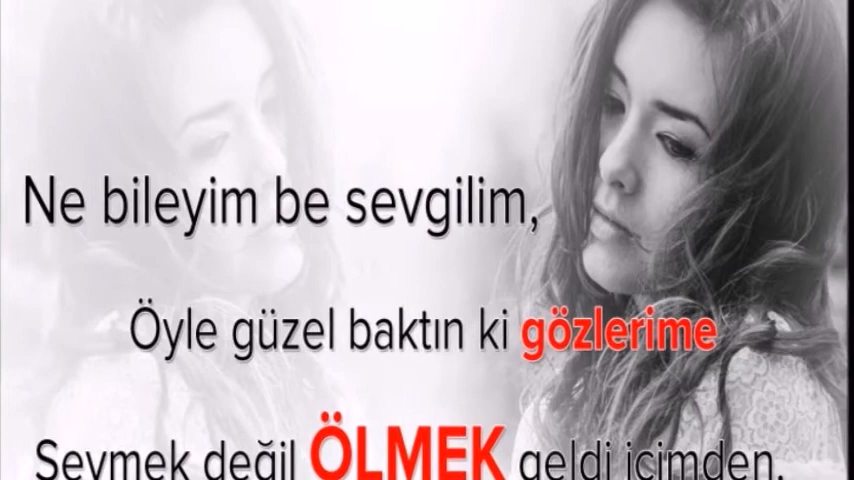 Ne bileyim be sevgilim,
Öyle güzel baktın ki gözlerime
Sevmek değil ÖLMEK geldi içimden.